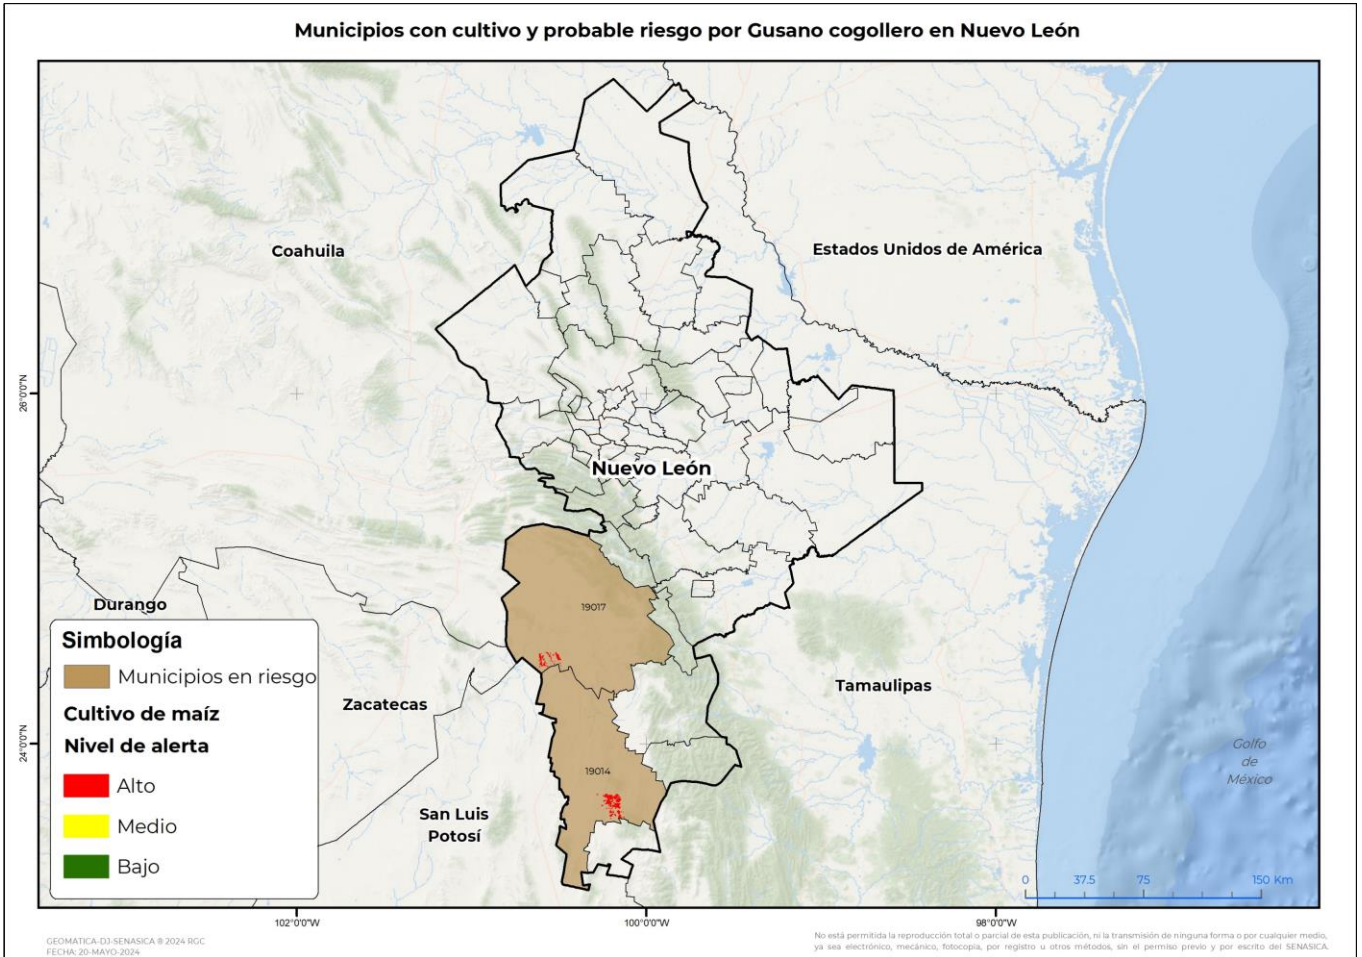 Municipios con cultivo y probable riesgo por Gusano cogollero en Nuevo León
Coahuila
Estados Unidos de América
26°0'0"N
Nuevo León
Durango
19017
Simbología
Municipios en riesgo
Cultivo de maíz
Nivel de alerta
Alto
Medio
Bajo
Zacatecas
Tamaulipas
24°0'0"N
19014
Golfo
de
México
San Luis
Potosí
0 37.5 75 150 Km
102°0'0"W 100°0'0"W 98°0'0"W
GEOMÁTICA-DJ-SENASICA ® 2024 RGC
FECHA: 20-MAYO-2024
No está permitida la reproducción total o parcial de esta publicación, ni la transmisión de ninguna forma o por cualquier medio,
ya sea electrónico, mecánico, fotocopia, por registro u otros métodos, sin el permiso previo y por escrito del SENASICA.